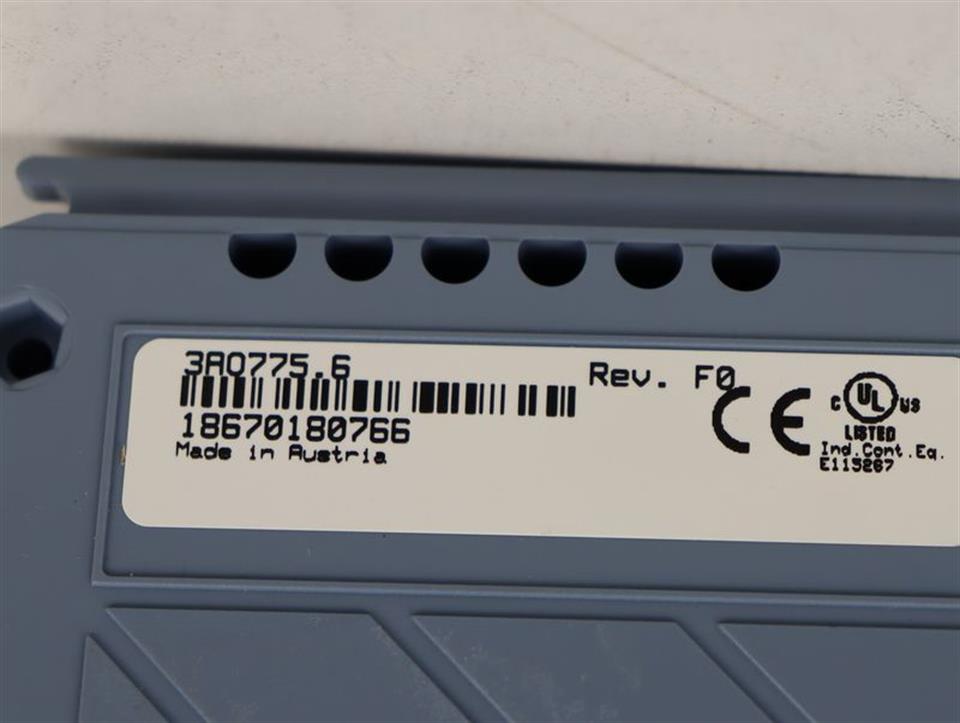 3AO775.6
Rev. F0
18670180766
Made in Austria
CE
C UL US
LISTED
Ind.Cont.Eq.
E115267